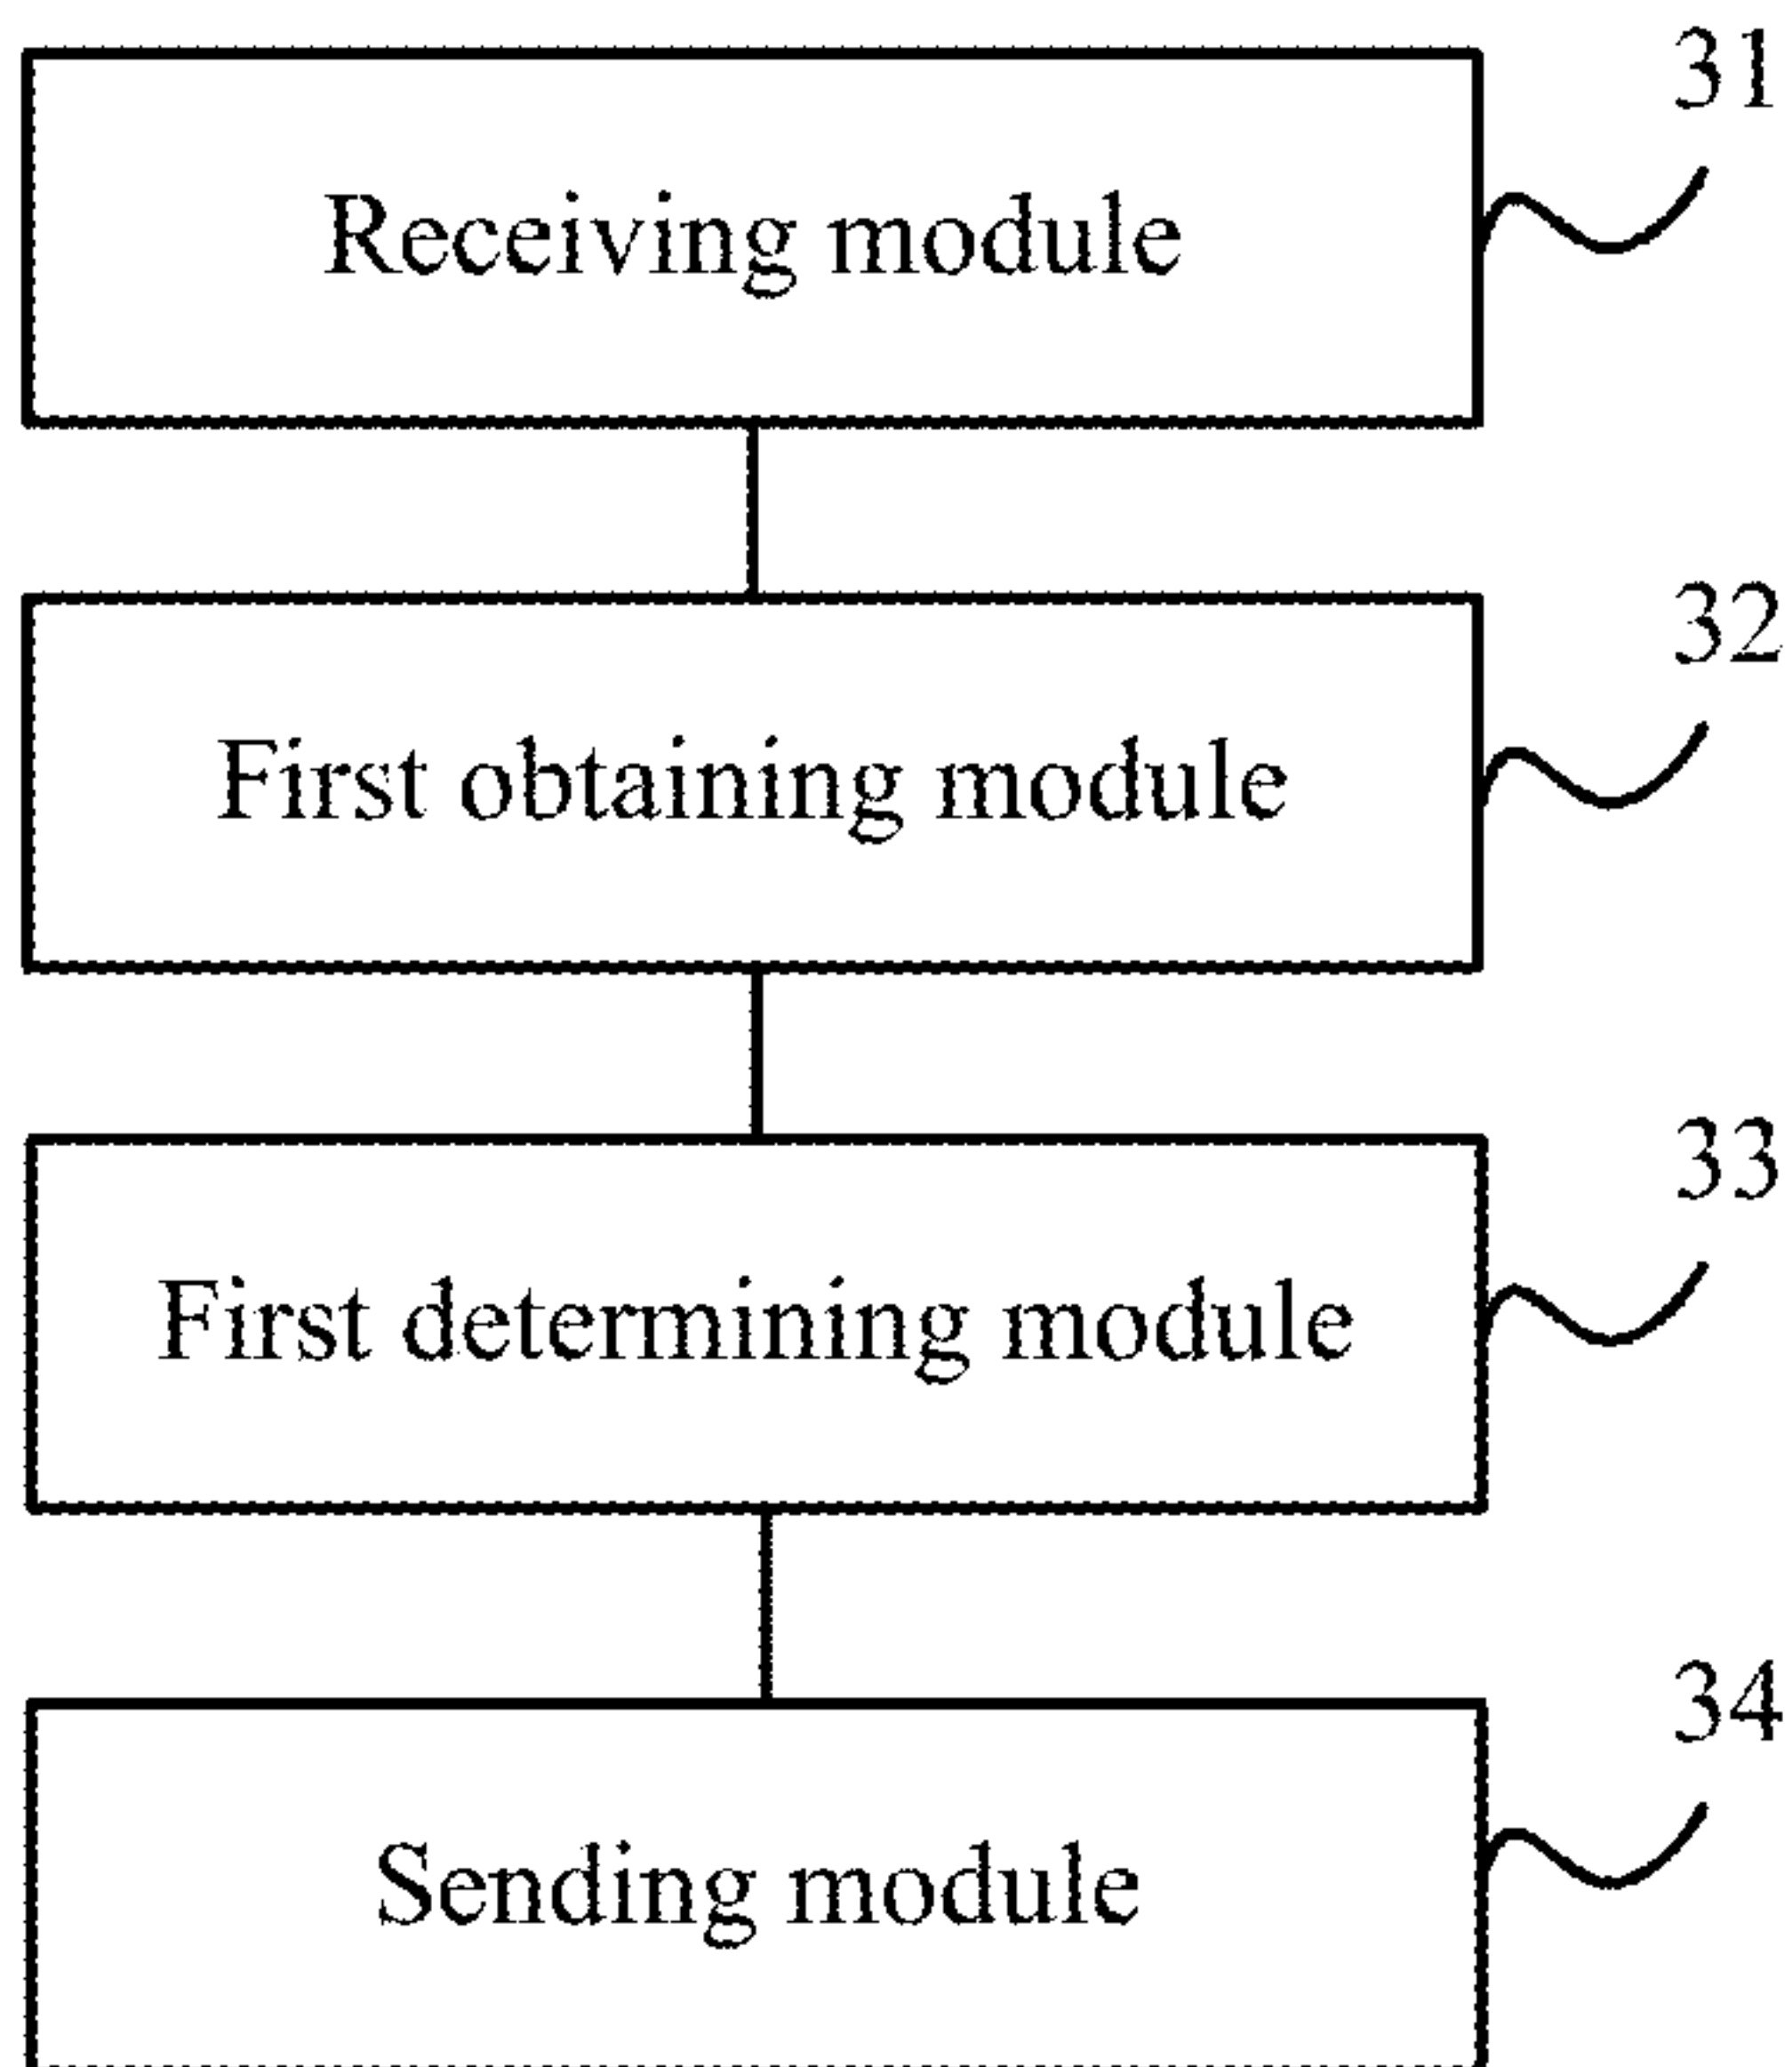 31
Receiving module
32
First obtaining module
33
First determining module
34
Sending module